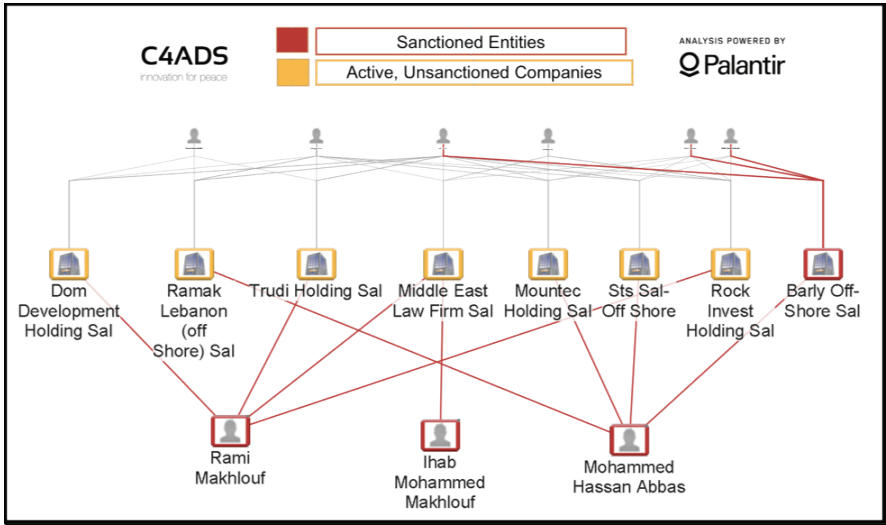 C4ADS
innovation for peace
Sanctioned Entities
Active, Unsanctioned Companies
ANALYSIS POWERED BY
Palantir
Dom
Development
Holding Sal
Ramak
Lebanon
(off
Shore) Sal
Trudi Holding Sal
Middle East
Law Firm Sal
Mountec
Holding Sal
Sts Sal-
Off Shore
Rock
Invest
Holding Sal
Barly Off-
Shore Sal
Rami
Makhlouf
Ihab
Mohammed
Makhlouf
Mohammed
Hassan Abbas